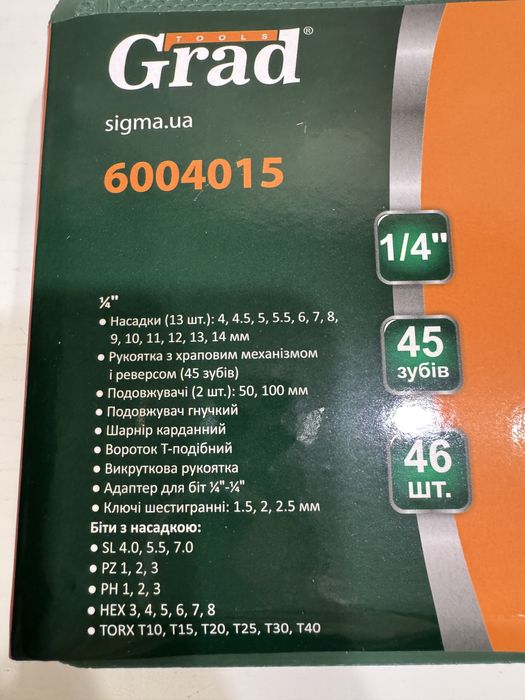 TOOLS
Grad®
sigma.ua
6004015
1/4"
45
зубів
46
шт.
¼"
• Насадки (13 шт.): 4, 4.5, 5, 5.5, 6, 7, 8,
9, 10, 11, 12, 13, 14 мм
• Рукоятка з храповим механізмом
і реверсом (45 зубів)
• Подовжувачі (2 шт.): 50, 100 мм
• Подовжувач гнучкий
• Шарнір карданний
• Вороток Т-подібний
• Викруткова рукоятка
• Адаптер для біт ¼"-¼"
• Ключі шестигранні: 1.5, 2, 2.5 мм
Біти з насадкою:
• SL 4.0, 5.5, 7.0
• PZ 1, 2, 3
• PH 1, 2, 3
• HEX 3, 4, 5, 6, 7, 8
• TORX T10, T15, T20, T25, T30, T40